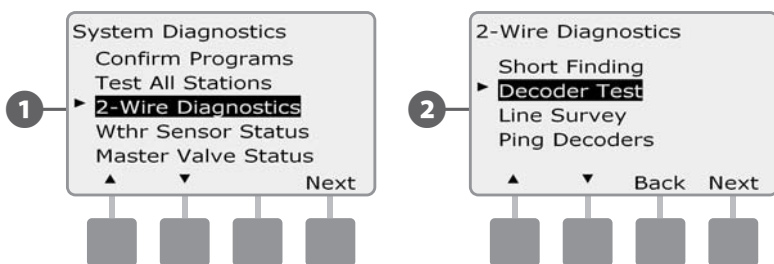 1
System Diagnostics
Confirm Programs
Test All Stations
2-Wire Diagnostics
Wthr Sensor Status
Master Valve Status
Next
2
2-Wire Diagnostics
Short Finding
Decoder Test
Line Survey
Ping Decoders
Back Next